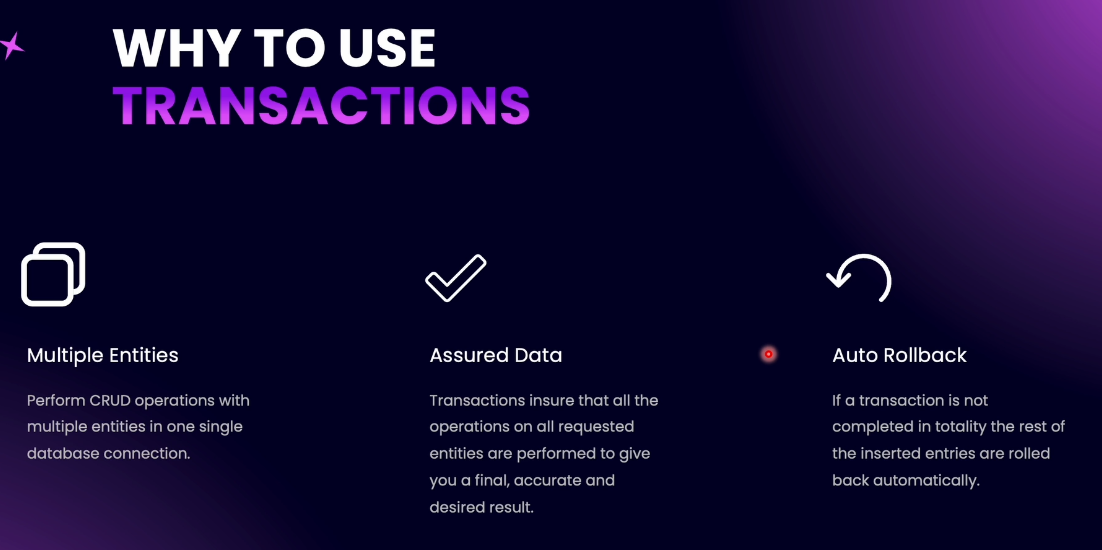 WHY TO USE
TRANSACTIONS
Multiple Entities
Perform CRUD operations with
multiple entities in one single
database connection.
Assured Data
Transactions insure that all the
operations on all requested
entities are performed to give
you a final, accurate and
desired result.
Auto Rollback
If a transaction is not
completed in totality the rest of
the inserted entries are rolled
back automatically.